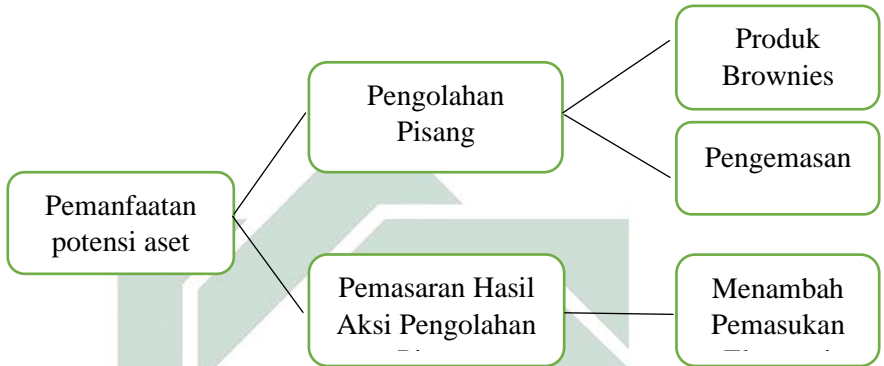 Produk
Brownies
Pengolahan
Pisang
Pengemasan
Pemanfaatan
potensi aset
Pemasaran Hasil
Aksi Pengolahan
Menambah
Pemasukan